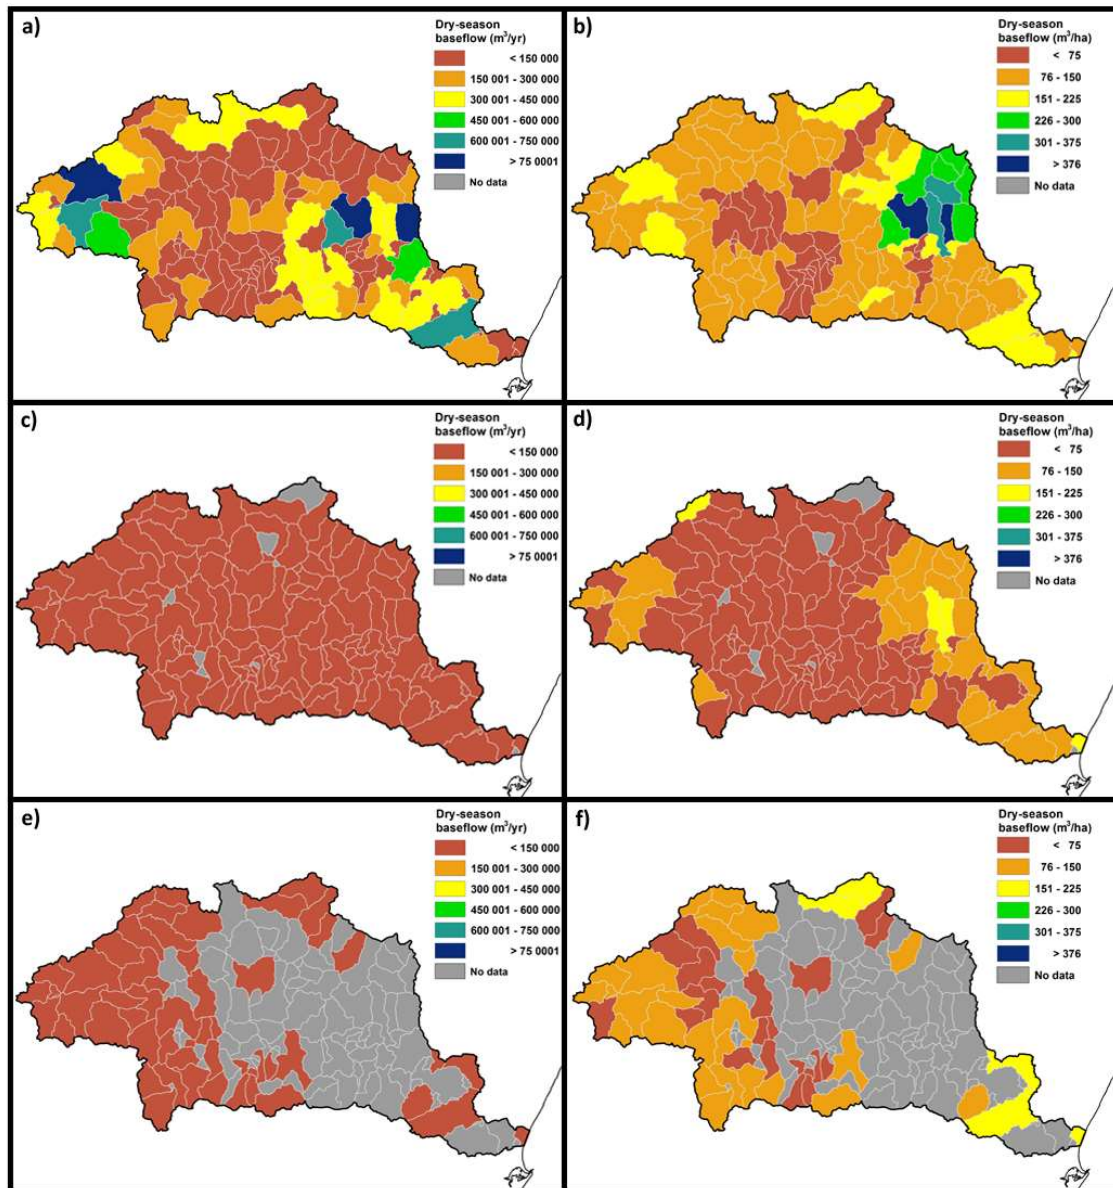 a)
Dry-season
baseflow (m³/yr)
< 150 000
150 001 - 300 000
300 001 - 450 000
450 001 - 600 000
600 001 - 750 000
> 75 0001
No data
b)
Dry-season
baseflow (m³/ha)
< 75
76 - 150
151 - 225
226 - 300
301 - 375
> 376
No data
c)
Dry-season
baseflow (m³/yr)
< 150 000
150 001 - 300 000
300 001 - 450 000
450 001 - 600 000
600 001 - 750 000
> 75 0001
No data
d)
Dry-season
baseflow (m³/ha)
< 75
76 - 150
151 - 225
226 - 300
301 - 375
> 376
No data
e)
Dry-season
baseflow (m³/yr)
< 150 000
150 001 - 300 000
300 001 - 450 000
450 001 - 600 000
600 001 - 750 000
> 75 0001
No data
f)
Dry-season
baseflow (m³/ha)
< 75
76 - 150
151 - 225
226 - 300
301 - 375
> 376
No data